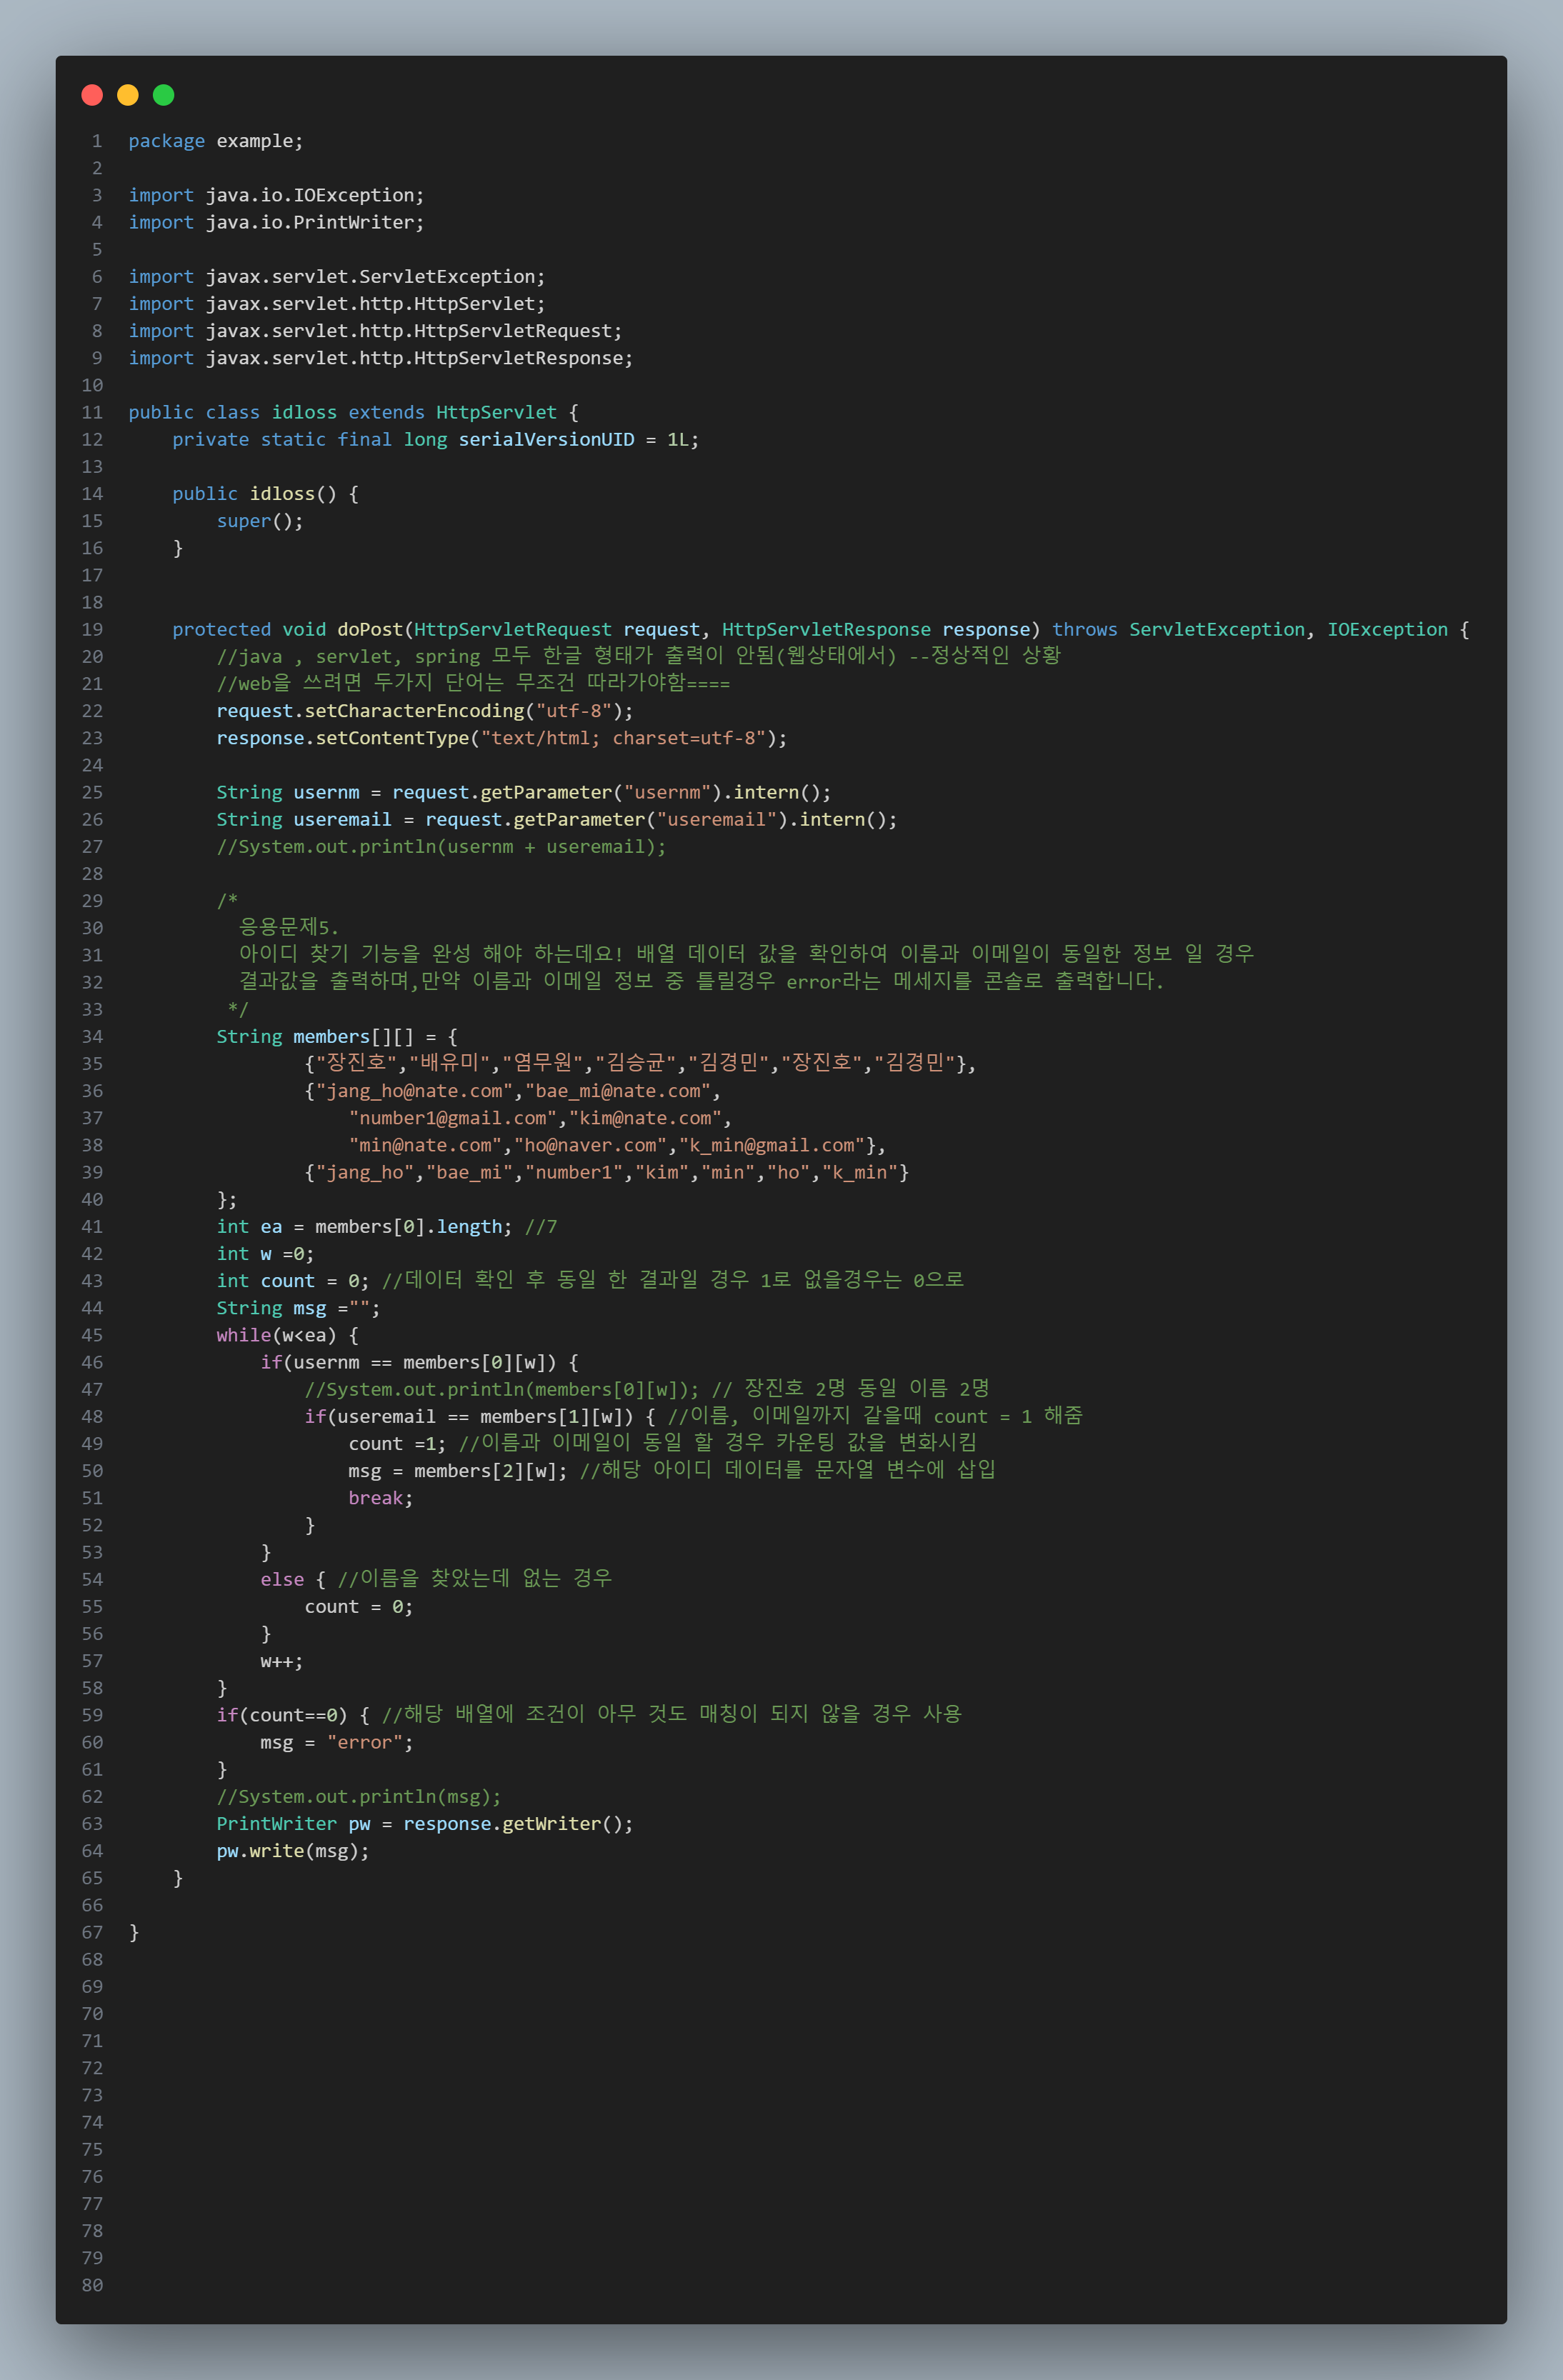 1 package example;
2
3 import java.io.IOException;
4 import java.io.PrintWriter;
5
6 import javax.servlet.ServletException;
7 import javax.servlet.http.HttpServlet;
8 import javax.servlet.http.HttpServletRequest;
9 import javax.servlet.http.HttpServletResponse;
10
11 public class idloss extends HttpServlet {
12     private static final long serialVersionUID = 1L;
13
14     public idloss() {
15         super();
16     }
17
18
19     protected void doPost(HttpServletRequest request, HttpServletResponse response) throws ServletException, IOException {
20         //java , servlet, spring 모두 한글 형태가 출력이 안됨(웹상태에서) --정상적인 상황
21         //web을 쓰려면 두가지 단어는 무조건 따라가야함====
22         request.setCharacterEncoding("utf-8");
23         response.setContentType("text/html; charset=utf-8");
24
25         String usernm = request.getParameter("usernm").intern();
26         String useremail = request.getParameter("useremail").intern();
27         //System.out.println(usernm + useremail);
28
29         /*
30           응용문제5.
31           아이디 찾기 기능을 완성 해야 하는데요! 배열 데이터 값을 확인하여 이름과 이메일이 동일한 정보 일 경우
32           결과값을 출력하며,만약 이름과 이메일 정보 중 틀릴경우 error라는 메세지를 콘솔로 출력합니다.
33          */
34         String members[][] = {
35                 {"장진호","배유미","염무원","김승균","김경민","장진호","김경민"},
36                 {"jang_ho@nate.com","bae_mi@nate.com",
37                     "number1@gmail.com","kim@nate.com",
38                     "min@nate.com","ho@naver.com","k_min@gmail.com"},
39                 {"jang_ho","bae_mi","number1","kim","min","ho","k_min"}
40         };
41         int ea = members[0].length; //7
42         int w =0;
43         int count = 0; //데이터 확인 후 동일 한 결과일 경우 1로 없을경우는 0으로
44         String msg ="";
45         while(w<ea) {
46             if(usernm == members[0][w]) {
47                 //System.out.println(members[0][w]); // 장진호 2명 동일 이름 2명
48                 if(useremail == members[1][w]) { //이름, 이메일까지 같을때 count = 1 해줌
49                     count =1; //이름과 이메일이 동일 할 경우 카운팅 값을 변화시킴
50                     msg = members[2][w]; //해당 아이디 데이터를 문자열 변수에 삽입
51                     break;
52                 }
53             }
54             else { //이름을 찾았는데 없는 경우
55                 count = 0;
56             }
57             w++;
58         }
59         if(count==0) { //해당 배열에 조건이 아무 것도 매칭이 되지 않을 경우 사용
60             msg = "error";
61         }
62         //System.out.println(msg);
63         PrintWriter pw = response.getWriter();
64         pw.write(msg);
65     }
66
67 }
68
69
70
71
72
73
74
75
76
77
78
79
80